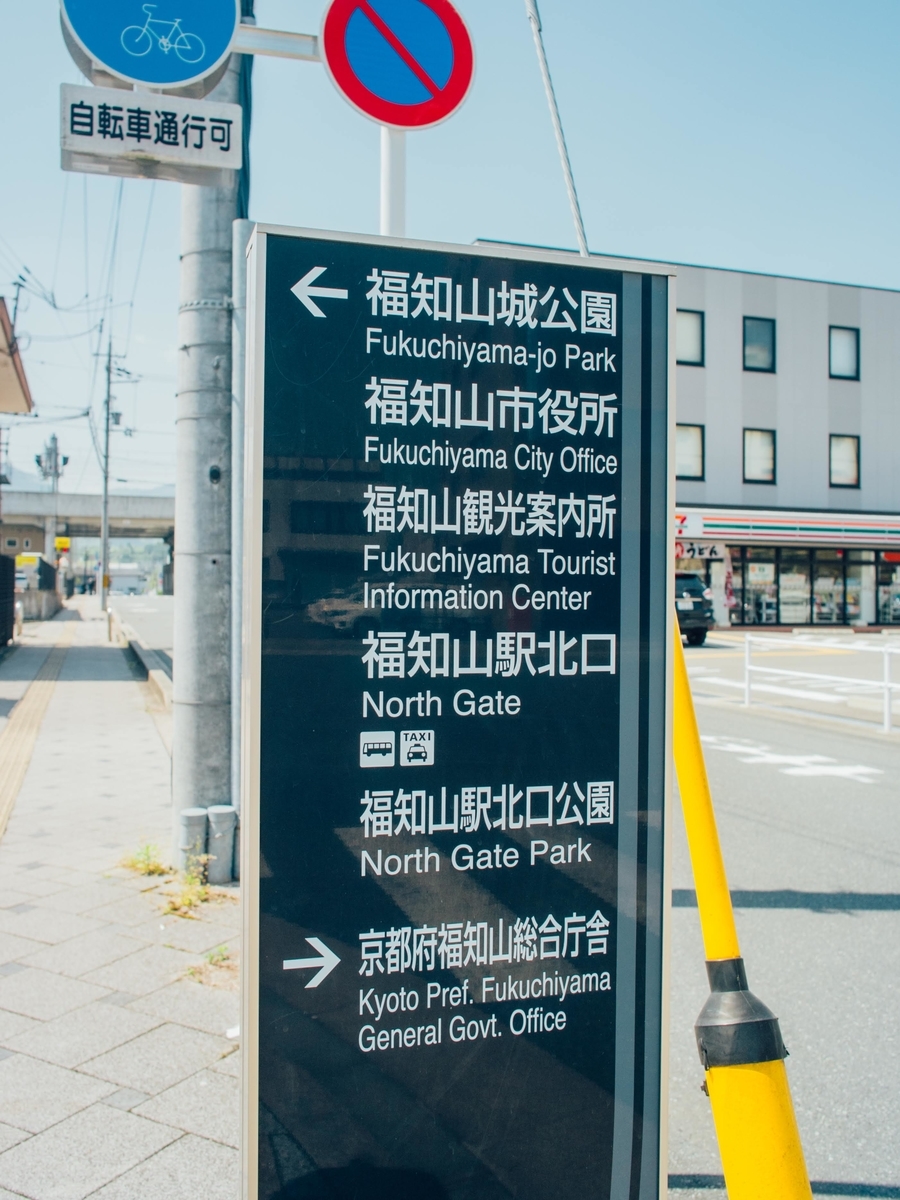 自転車通行可
← 福知山城公園
Fukuchiyama-jo Park
福知山市役所
Fukuchiyama City Office
福知山観光案内所
Fukuchiyama Tourist
Information Center
福知山駅北口
North Gate
TAXI
福知山駅北口公園
North Gate Park
→ 京都府福知山総合庁舎
Kyoto Pref. Fukuchiyama
General Govt. Office
うどん